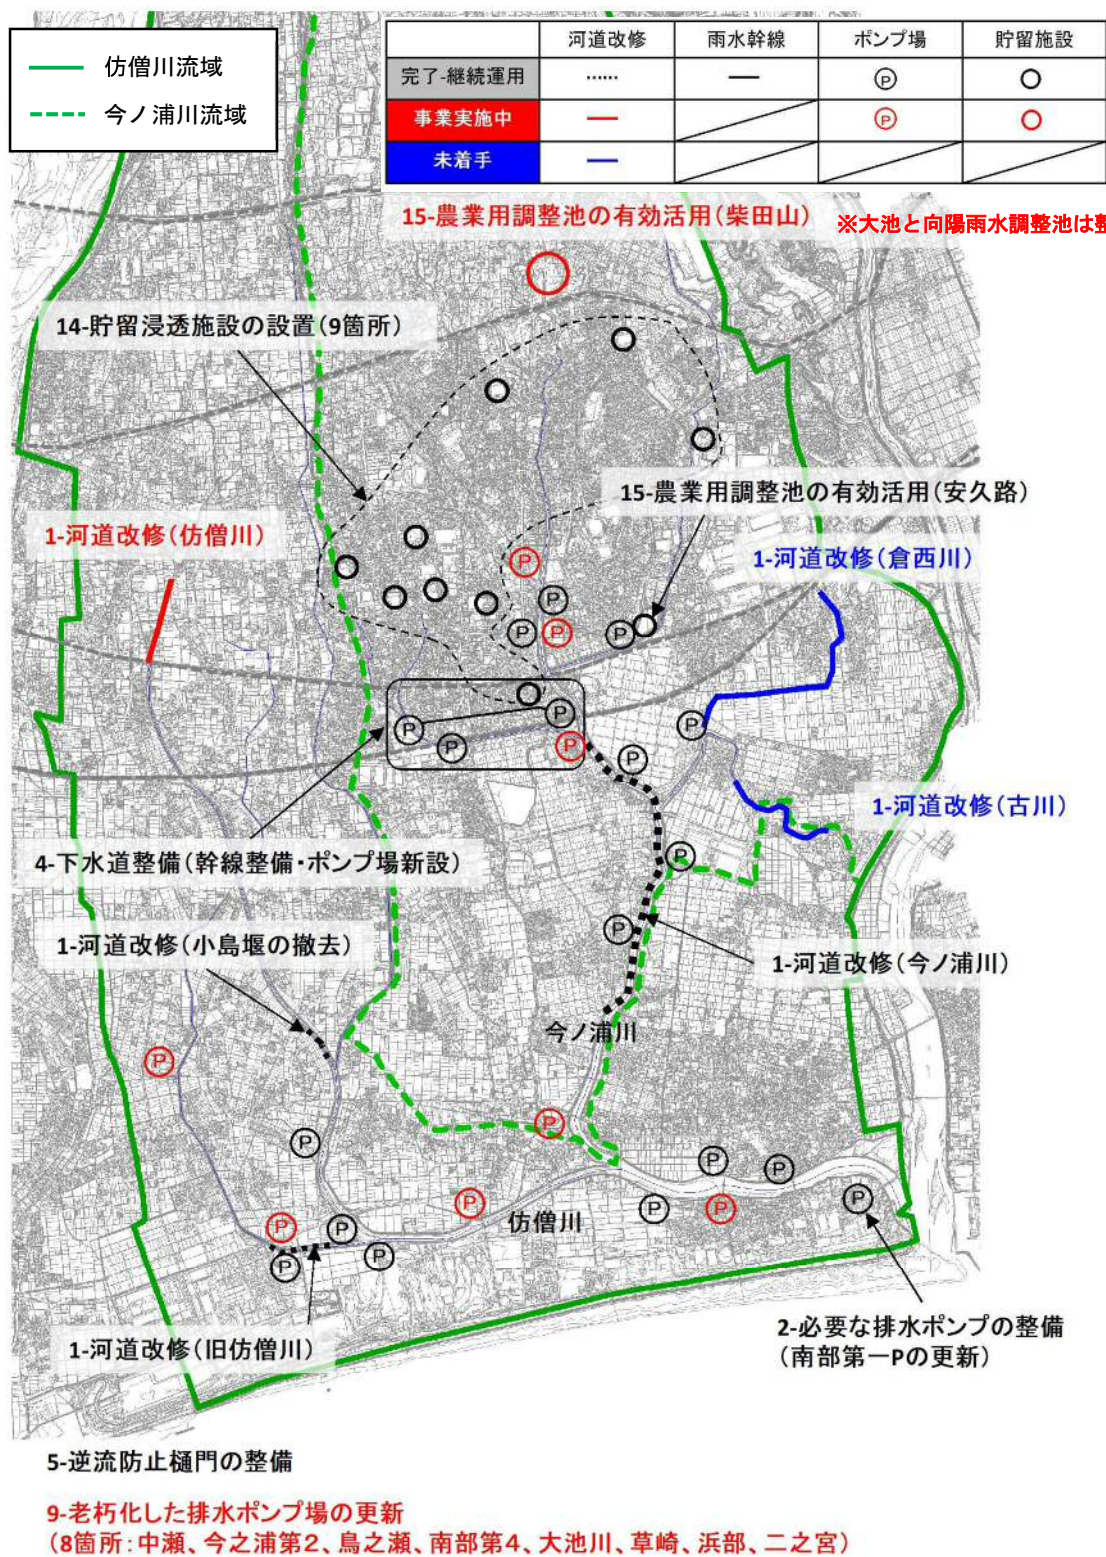 仿僧川流域
今ノ浦川流域
河道改修 雨水幹線 ポンプ場 貯留施設
完了-継続運用 P
事業実施中 P
未着手
15-農業用調整池の有効活用(柴田山)
※大池と向陽雨水調整池は整
14-貯留浸透施設の設置(9箇所)
15-農業用調整池の有効活用(安久路)
1-河道改修(仿僧川)
1-河道改修(倉西川)
P
P
P P P
P
P
P
P P
P
1-河道改修(古川)
4-下水道整備(幹線整備・ポンプ場新設)
P
P
1-河道改修(小島堰の撤去)
1-河道改修(今ノ浦川)
今ノ浦川
P
P
P
P
P
P
P
P
P
仿僧川
P
P
P
P
1-河道改修(旧仿僧川)
2-必要な排水ポンプの整備
(南部第一Pの更新)
5-逆流防止樋門の整備
9-老朽化した排水ポンプ場の更新
(8箇所:中瀬、今之浦第2、鳥之瀬、南部第4、大池川、草崎、浜部、二之宮)